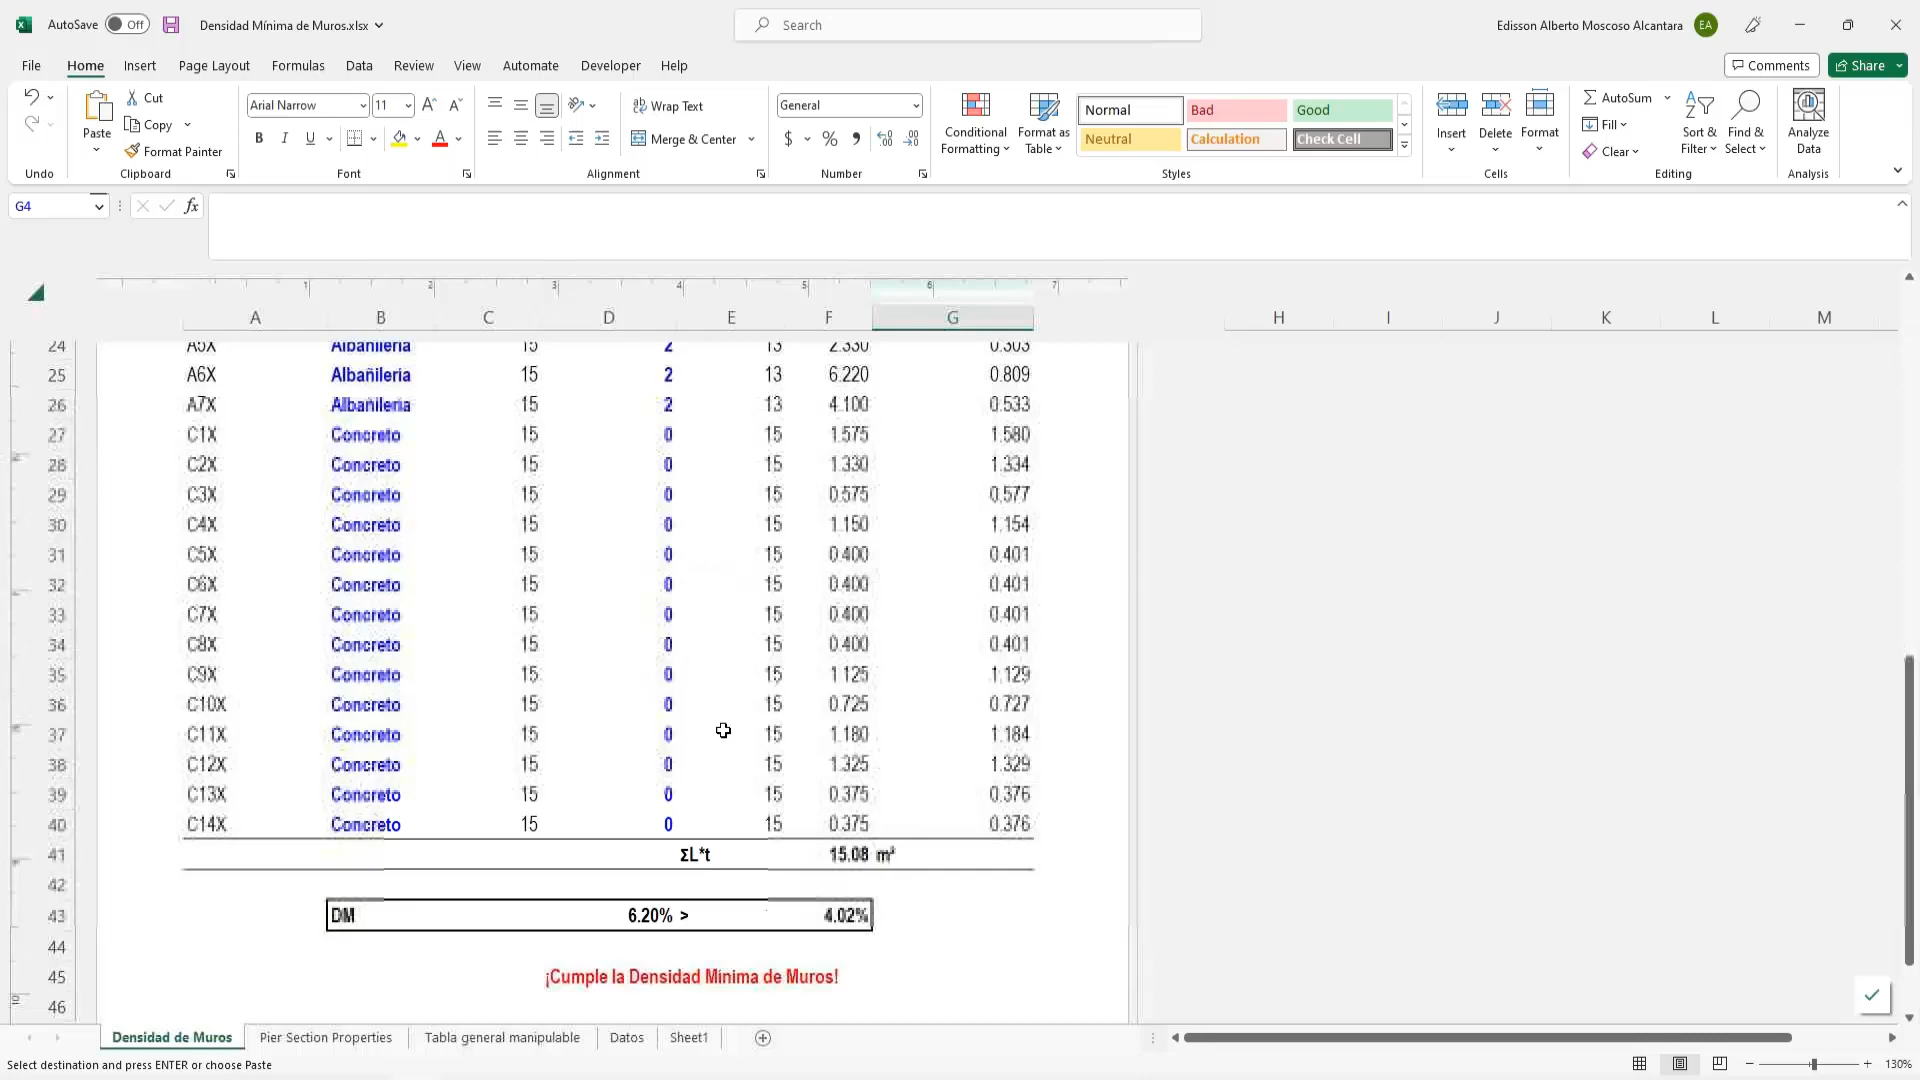 AutoSave Off Densidad Mínima de Muros.xlsx Search Edisson Alberto Moscoso Alcantara EA
File Home Insert Page Layout Formulas Data Review View Automate Developer Help Comments Share
Cut
Copy
Format Painter
Paste
Arial Narrow 11
Wrap Text
Merge & Center
General
Conditional Formatting
Format as Table
Normal Bad Good
Neutral Calculation Check Cell
Insert Delete Format
AutoSum
Fill
Clear
Sort & Filter
Find & Select
Analyze Data
Undo Clipboard Font Alignment Number Styles Cells Editing Analysis
G4 fx
1 2 3 4 5 6 7
A B C D E F G H I J K L M
24 A5X Albañilería 15 2 13 2.330 0.303
25 A6X Albañilería 15 2 13 6.220 0.809
26 A7X Albañilería 15 2 13 4.100 0.533
27 C1X Concreto 15 0 15 1.575 1.580
28 C2X Concreto 15 0 15 1.330 1.334
29 C3X Concreto 15 0 15 0.575 0.577
30 C4X Concreto 15 0 15 1.150 1.154
31 C5X Concreto 15 0 15 0.400 0.401
32 C6X Concreto 15 0 15 0.400 0.401
33 C7X Concreto 15 0 15 0.400 0.401
34 C8X Concreto 15 0 15 0.400 0.401
35 C9X Concreto 15 0 15 1.125 1.129
36 C10X Concreto 15 0 15 0.725 0.727
37 C11X Concreto 15 0 15 1.180 1.184
38 C12X Concreto 15 0 15 1.325 1.329
39 C13X Concreto 15 0 15 0.375 0.376
40 C14X Concreto 15 0 15 0.375 0.376
41 ΣL*t 15.08 m²
42
43 DM 6.20% > 4.02%
44
45 ¡Cumple la Densidad Mínima de Muros!
46
Densidad de Muros Pier Section Properties Tabla general manipulable Datos Sheet1
Select destination and press ENTER or choose Paste 130%